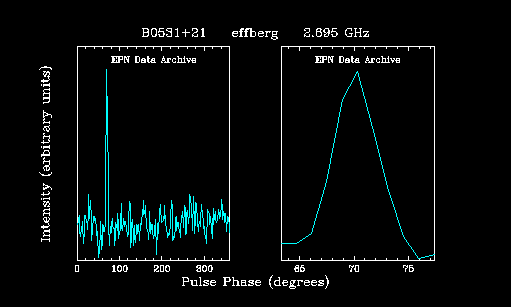 B0531+21 effberg 2.695 GHz
EPN Data Archive
EPN Data Archive
Intensity (arbitrary units)
0 100 200 300
65 70 75
Pulse Phase (degrees)